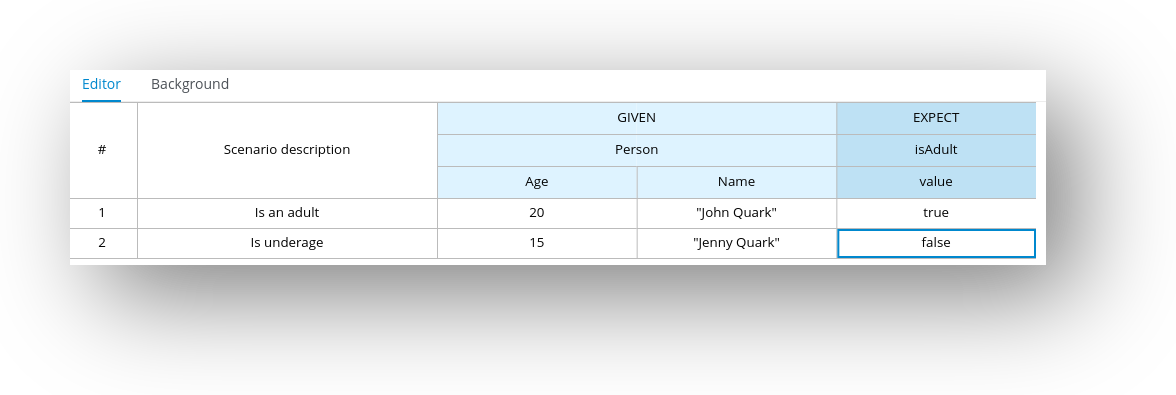 Editor Background
GIVEN EXPECT
# Scenario description Person isAdult
Age Name value
1 Is an adult 20 "John Quark" true
2 Is underage 15 "Jenny Quark" false